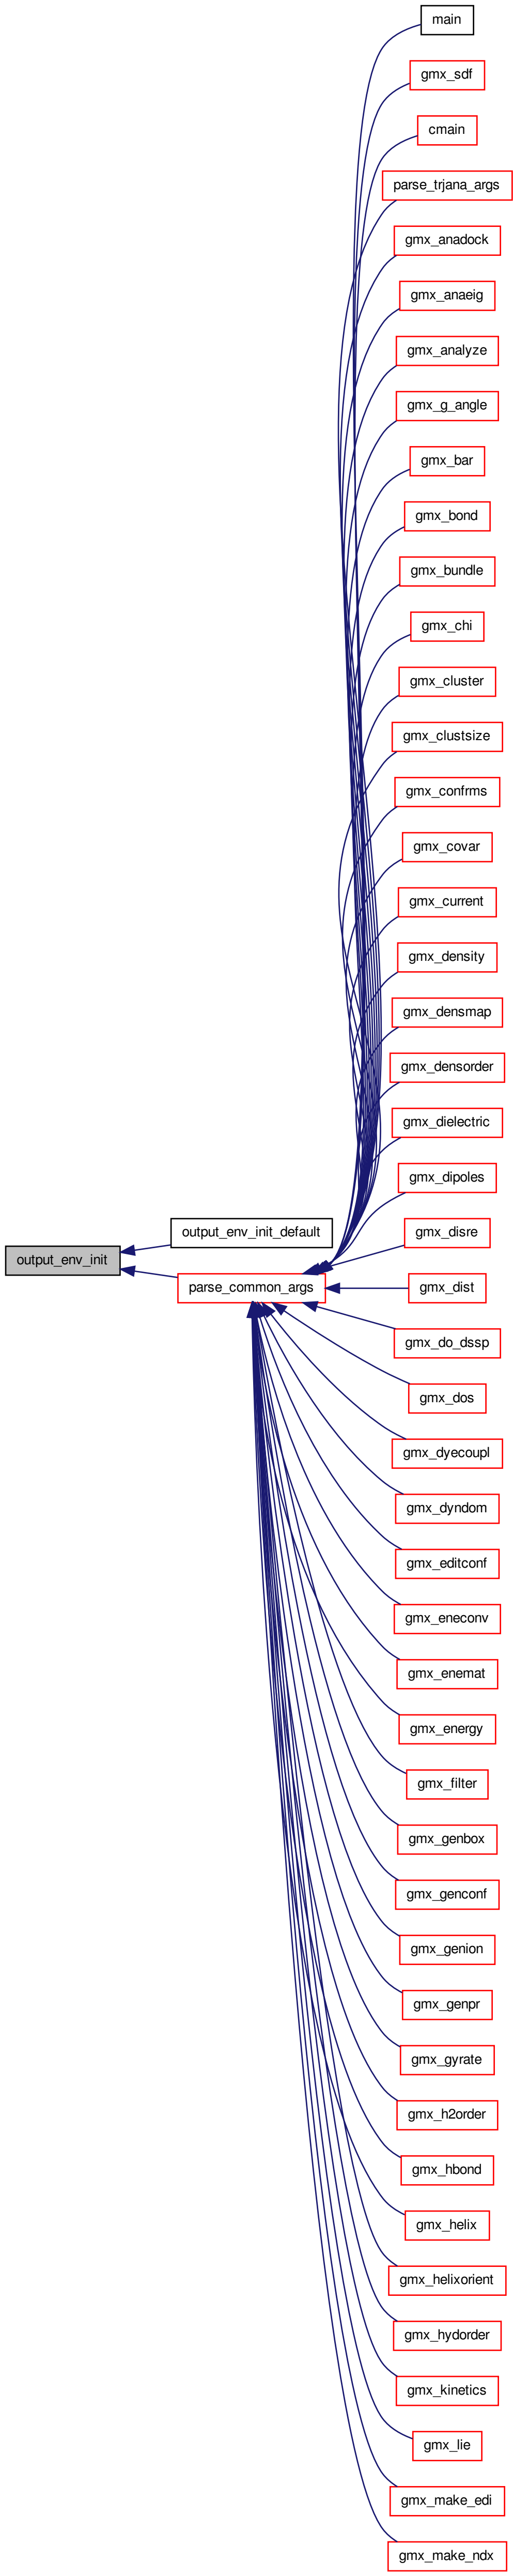 main
gmx_sdf
cmain
parse_trjana_args
gmx_anadock
gmx_anaeig
gmx_analyze
gmx_g_angle
gmx_bar
gmx_bond
gmx_bundle
gmx_chi
gmx_cluster
gmx_clustsize
gmx_confrms
gmx_covar
gmx_current
gmx_density
gmx_densmap
gmx_densorder
gmx_dielectric
gmx_dipoles
output_env_init
output_env_init_default
parse_common_args
gmx_disre
gmx_dist
gmx_do_dssp
gmx_dos
gmx_dyecoupl
gmx_dyndom
gmx_editconf
gmx_eneconv
gmx_enemat
gmx_energy
gmx_filter
gmx_genbox
gmx_genconf
gmx_genion
gmx_genpr
gmx_gyrate
gmx_h2order
gmx_hbond
gmx_helix
gmx_helixorient
gmx_hydorder
gmx_kinetics
gmx_lie
gmx_make_edi
gmx_make_ndx